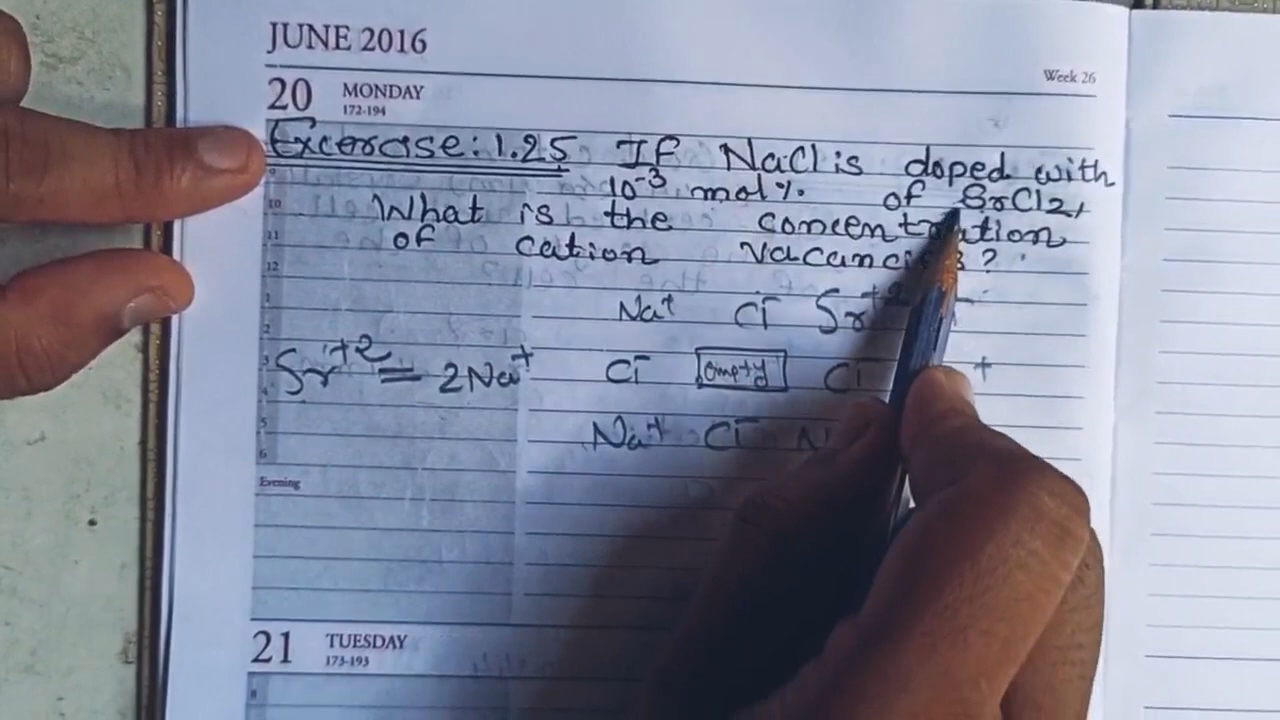 JUNE 2016
Week 26
20 MONDAY
172-194
Excercise: 1.25 If NaCl is doped with
10⁻³ mol% of SrCl2,
What is the concentration
of cation vacancies?
Na⁺ Cl⁻ Sr⁺²
Sr⁺² = 2Na⁺ Cl⁻ empty Cl⁻ +
Na⁺ Cl⁻
Evening
21 TUESDAY
173-193